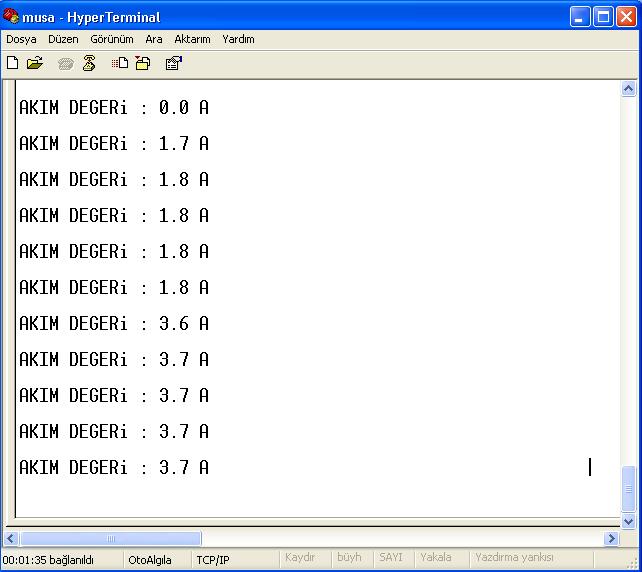 musa - HyperTerminal
Dosya Düzen Görünüm Ara Aktarım Yardım
AKIM DEGERi : 0.0 A
AKIM DEGERi : 1.7 A
AKIM DEGERi : 1.8 A
AKIM DEGERi : 1.8 A
AKIM DEGERi : 1.8 A
AKIM DEGERi : 1.8 A
AKIM DEGERi : 3.6 A
AKIM DEGERi : 3.7 A
AKIM DEGERi : 3.7 A
AKIM DEGERi : 3.7 A
AKIM DEGERi : 3.7 A
00:01:35 bağlanıldı OtoAlgıla TCP/IP Kaydır büyh SAYI Yakala Yazdırma yankısı